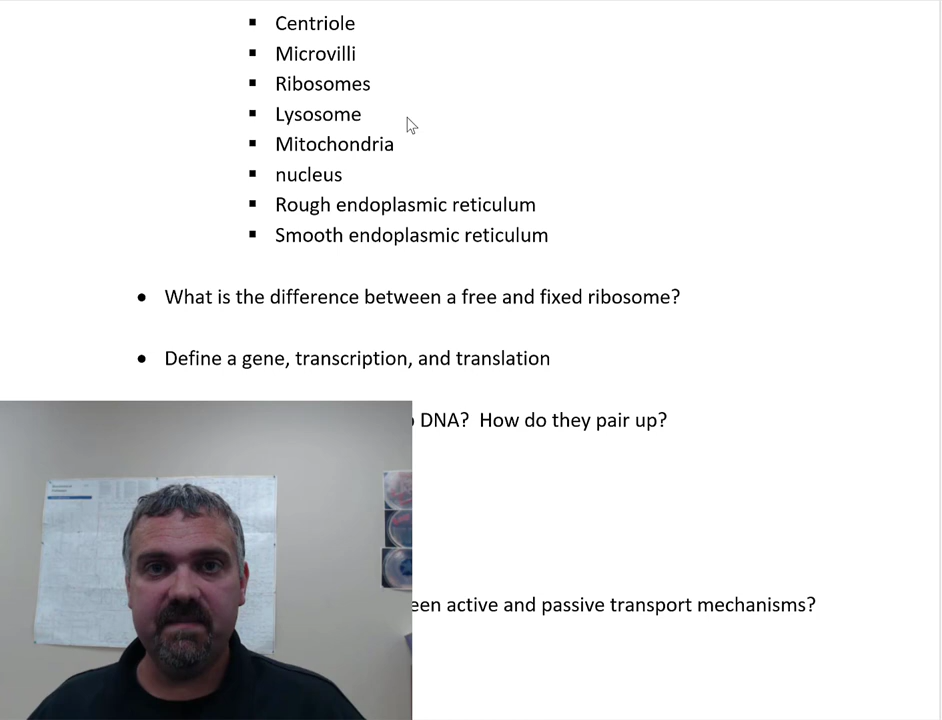 Centriole
Microvilli
Ribosomes
Lysosome
Mitochondria
nucleus
Rough endoplasmic reticulum
Smooth endoplasmic reticulum
What is the difference between a free and fixed ribosome?
Define a gene, transcription, and translation
DNA? How do they pair up?
active and passive transport mechanisms?